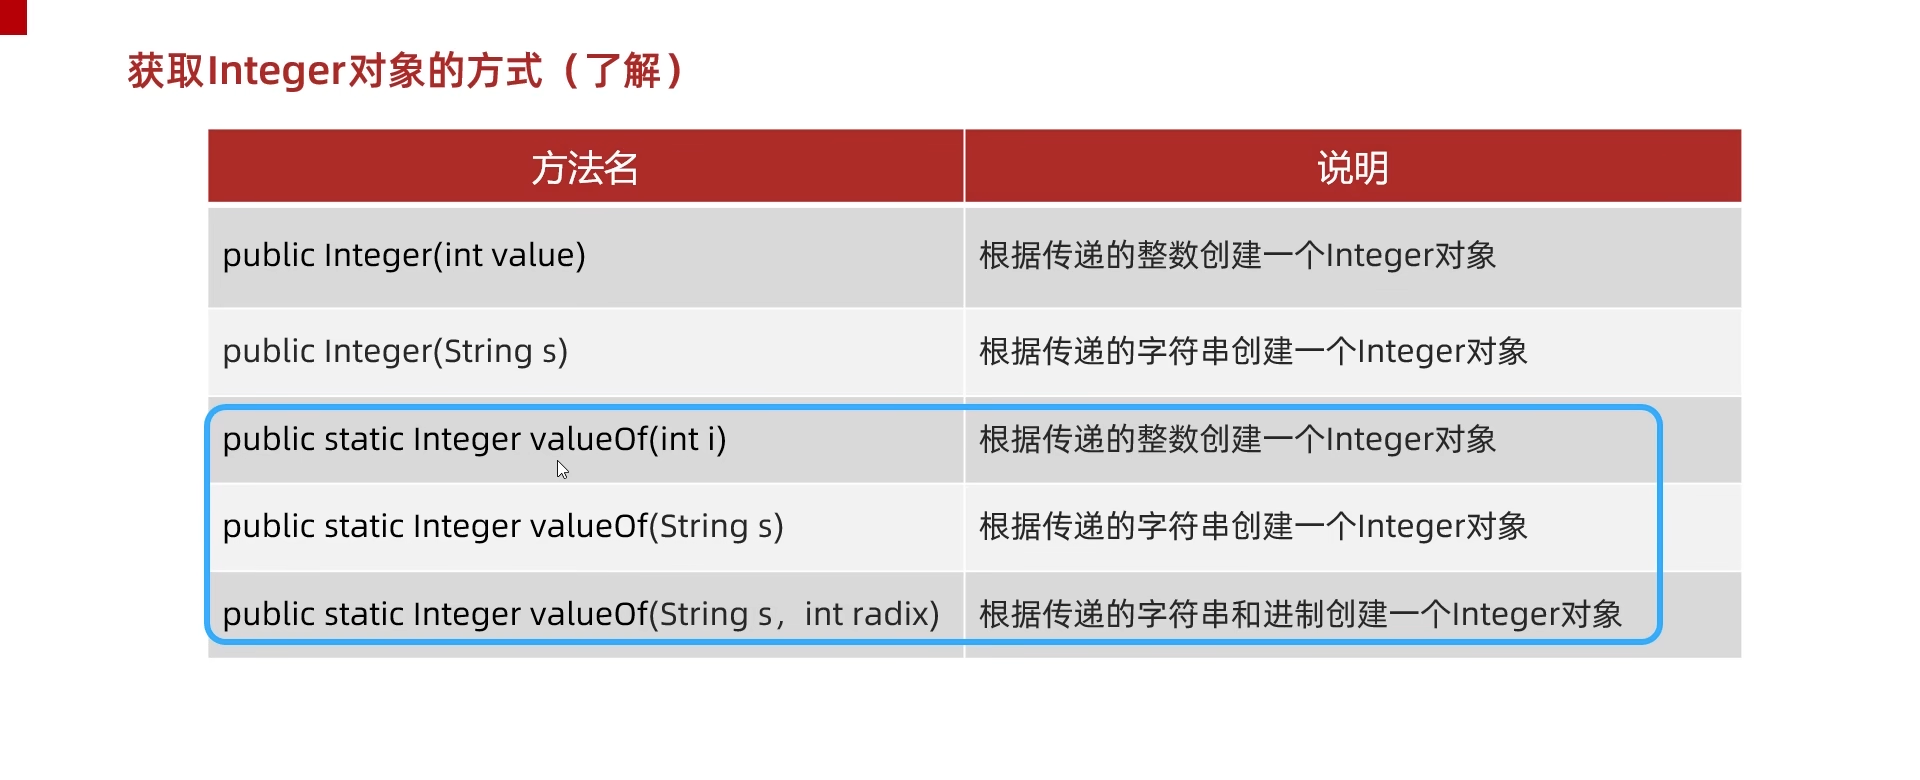 获取Integer对象的方式（了解）
方法名 说明
public Integer(int value) 根据传递的整数创建一个Integer对象
public Integer(String s) 根据传递的字符串创建一个Integer对象
public static Integer valueOf(int i) 根据传递的整数创建一个Integer对象
public static Integer valueOf(String s) 根据传递的字符串创建一个Integer对象
public static Integer valueOf(String s，int radix) 根据传递的字符串和进制创建一个Integer对象